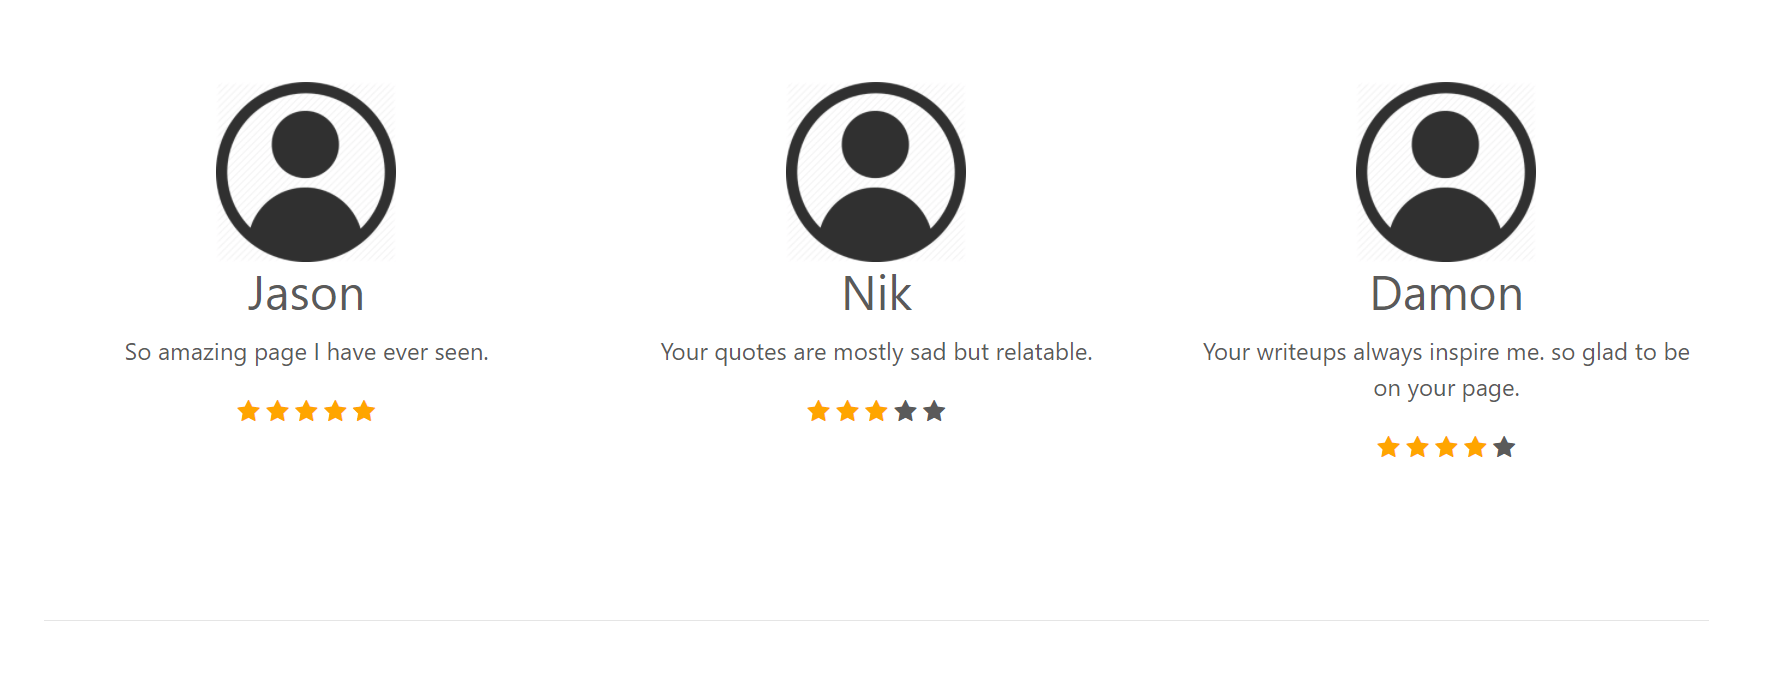 Jason
So amazing page I have ever seen.
Nik
Your quotes are mostly sad but relatable.
Damon
Your writeups always inspire me. so glad to be
on your page.